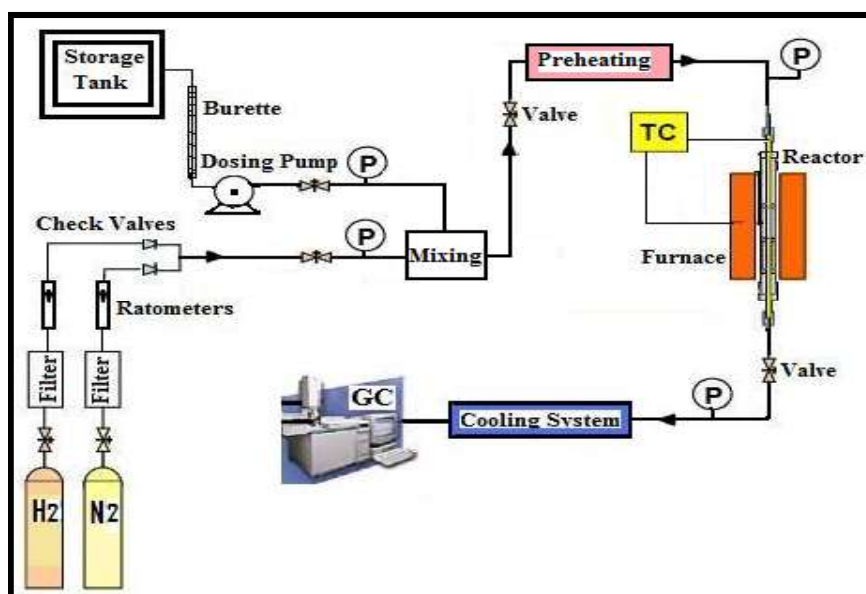 Storage
Tank
Burette
Dosing Pump
P
Preheating
P
Valve
TC
Reactor
Check Valves
P
Mixing
Furnace
Ratometers
Filter
Filter
Valve
GC
P
Cooling System
H2
N2